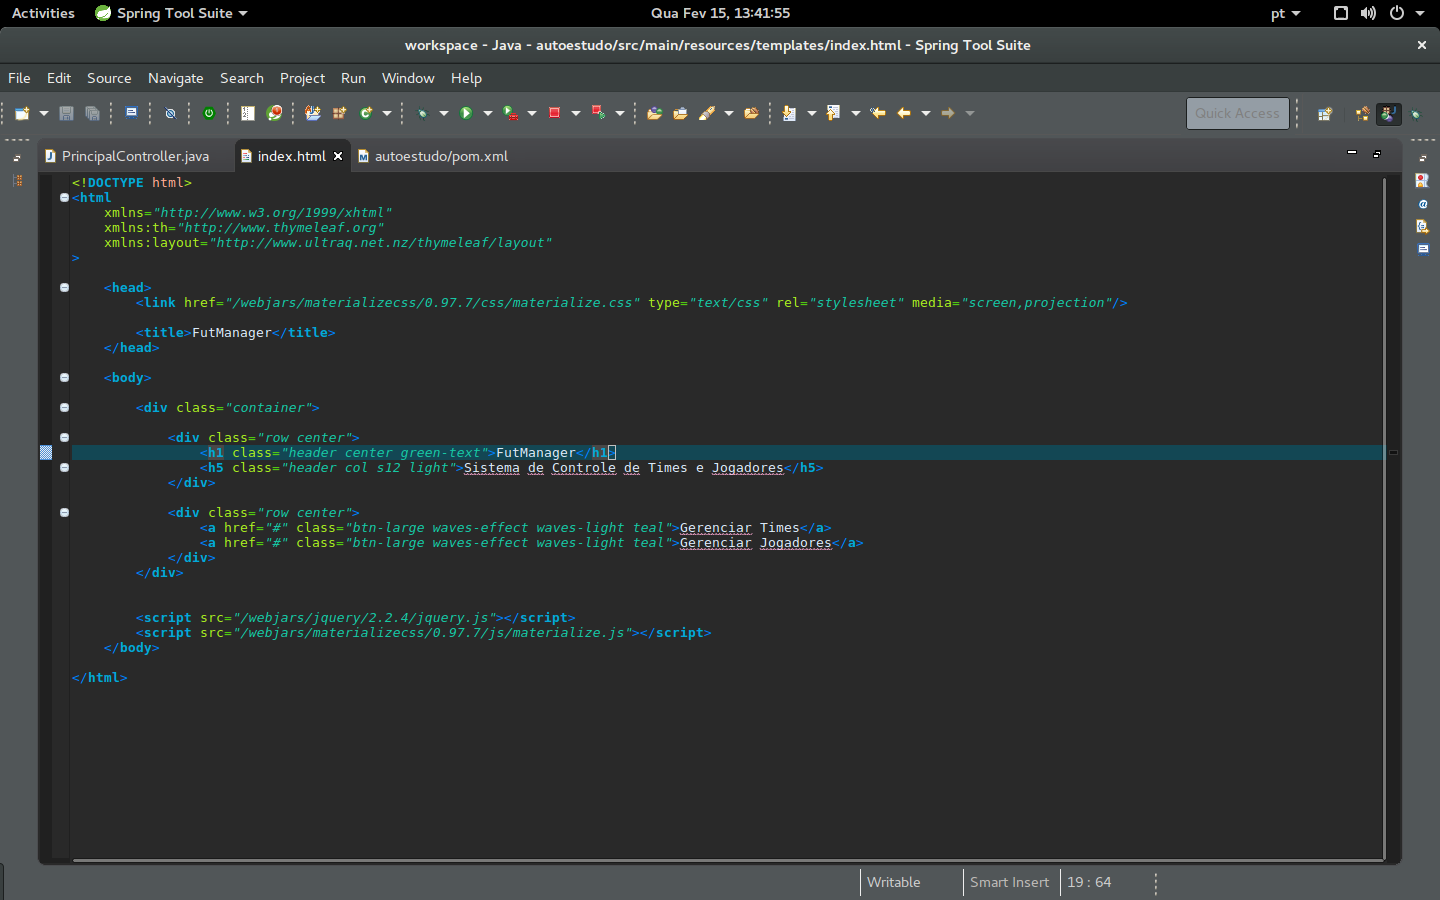 Activities Spring Tool Suite Qua Fev 15, 13:41:55 pt
workspace - Java - autoestudo/src/main/resources/templates/index.html - Spring Tool Suite
File Edit Source Navigate Search Project Run Window Help
Quick Access
PrincipalController.java index.html autoestudo/pom.xml
<!DOCTYPE html>
<html
xmlns="http://www.w3.org/1999/xhtml"
xmlns:th="http://www.thymeleaf.org"
xmlns:layout="http://www.ultraq.net.nz/thymeleaf/layout"
>
<head>
<link href="/webjars/materializecss/0.97.7/css/materialize.css" type="text/css" rel="stylesheet" media="screen,projection"/>
<title>FutManager</title>
</head>
<body>
<div class="container">
<div class="row center">
<h1 class="header center green-text">FutManager</h1>
<h5 class="header col s12 light">Sistema de Controle de Times e Jogadores</h5>
</div>
<div class="row center">
<a href="#" class="btn-large waves-effect waves-light teal">Gerenciar Times</a>
<a href="#" class="btn-large waves-effect waves-light teal">Gerenciar Jogadores</a>
</div>
</div>
<script src="/webjars/jquery/2.2.4/jquery.js"></script>
<script src="/webjars/materializecss/0.97.7/js/materialize.js"></script>
</body>
</html>
Writable Smart Insert 19 : 64